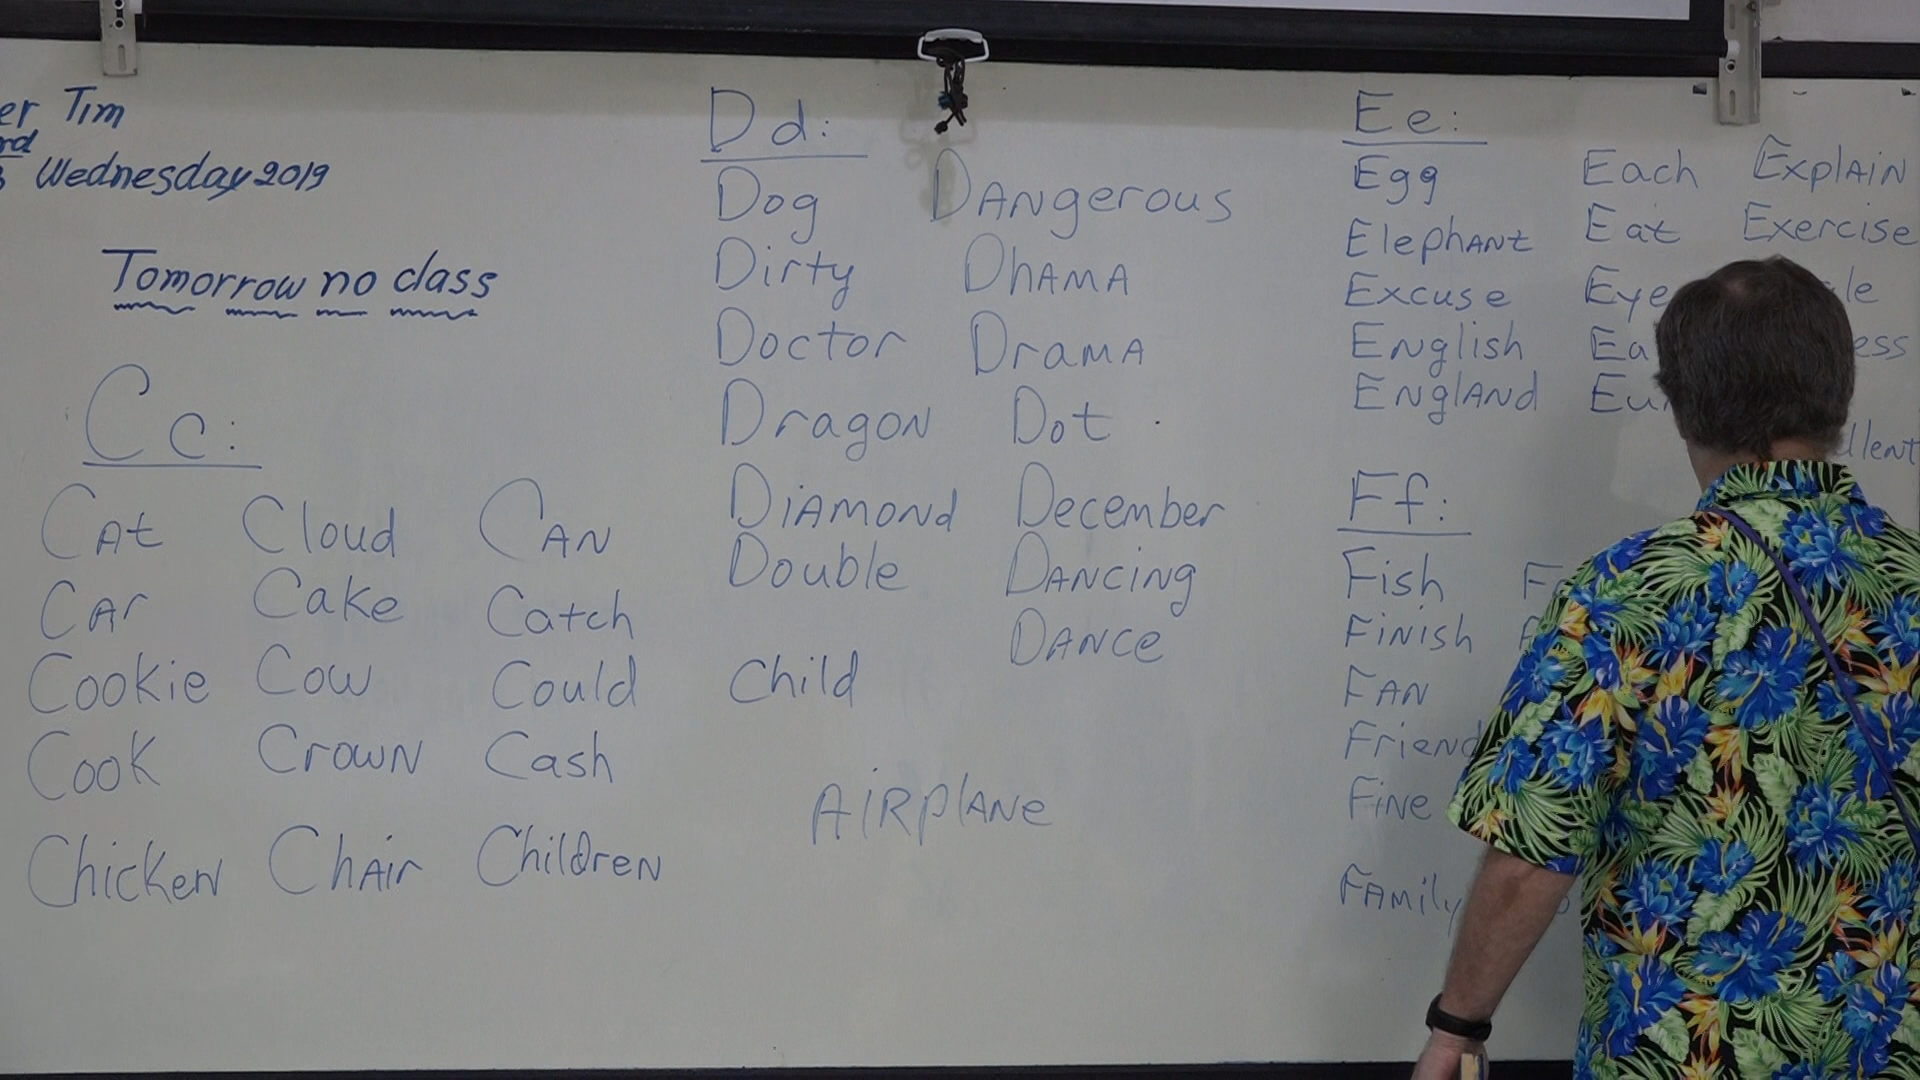 Tim
Wednesday 2019
Tomorrow no class
Cc:
Cat Cloud Can
Car Cake Catch
Cookie Cow Could
Cook Crown Cash
Chicken Chair Children
Dd:
Dog Dangerous
Dirty Dhama
Doctor Drama
Dragon Dot .
Diamond December
Double Dancing
Dance
Child
Airplane
Ee:
Egg Each Explain
Elephant Eat Exercise
Excuse Eye
English
England
Ff:
Fish
Finish
Fan
Friend
Fine
Family